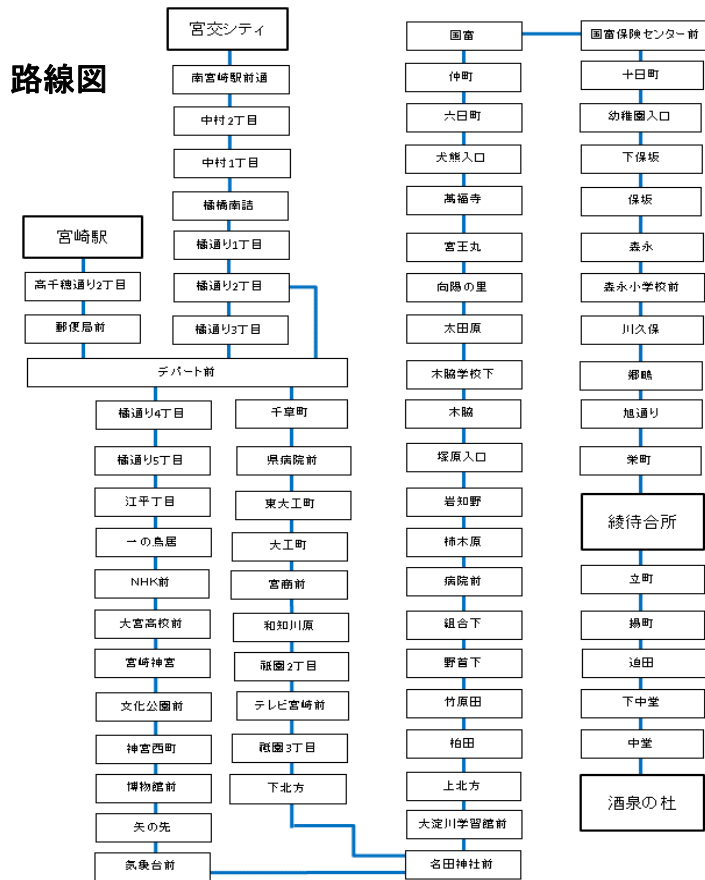 路線図
宮交シティ
南宮崎駅前通
中村2丁目
中村1丁目
橘橋南詰
橘通り1丁目
橘通り2丁目
橘通り3丁目
宮崎駅
高千穂通り2丁目
郵便局前
デパート前
橘通り4丁目
橘通り5丁目
江平丁目
一の鳥居
NHK前
大宮高校前
宮崎神宮
文化公園前
神宮西町
博物館前
矢の先
気象台前
千草町
県病院前
東大工町
大工町
宮商前
和知川原
祇園2丁目
テレビ宮崎前
祇園3丁目
下北方
国富
仲町
六日町
犬熊入口
萬福寺
宮王丸
向陽の里
太田原
木脇学校下
木脇
塚原入口
岩知野
柿木原
病院前
組合下
野首下
竹原田
柏田
上北方
大淀川学習館前
名田神社前
国富保険センター前
十日町
幼稚園入口
下保坂
保坂
森永
森永小学校前
川久保
郷鴫
旭通り
栄町
綾待合所
立町
揚町
迫田
下中堂
中堂
酒泉の杜